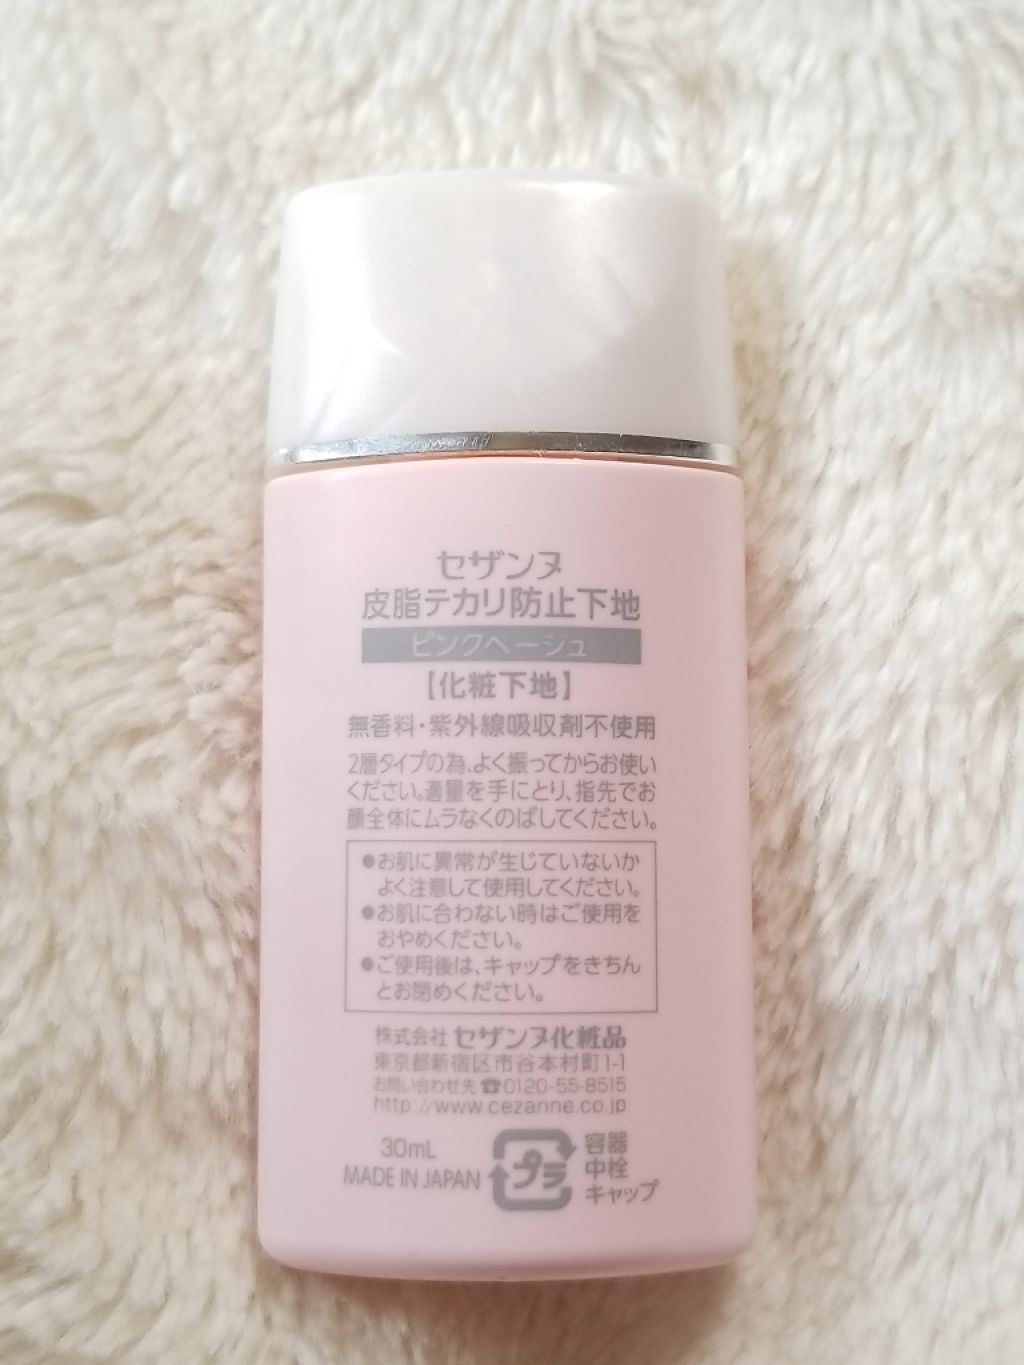 セザンヌ
皮脂テカリ防止下地
ピンクベージュ
【化粧下地】
無香料・紫外線吸収剤不使用
2層タイプの為、よく振ってからお使い
ください。適量を手にとり、指先でお
顔全体にムラなくのばしてください。
●お肌に異常が生じていないか
よく注意して使用してください。
●お肌に合わない時はご使用を
おやめください。
●ご使用後は、キャップをきちん
とお閉めください。
株式会社 セザンヌ化粧品
東京都新宿区市谷本村町1-1
お問い合わせ先 ☎0120-55-8515
http://www.cezanne.co.jp
30mL
MADE IN JAPAN
プラ
容器
中栓
キャップ